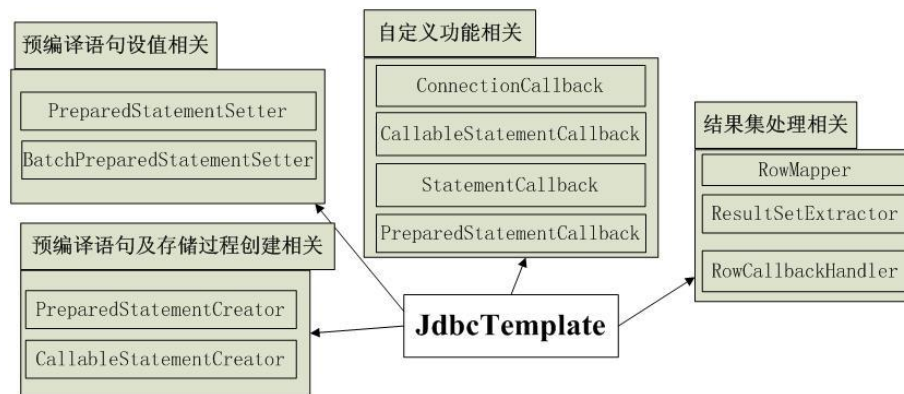 预编译语句设值相关
PreparedStatementSetter
BatchPreparedStatementSetter
预编译语句及存储过程创建相关
PreparedStatementCreator
CallableStatementCreator
自定义功能相关
ConnectionCallback
CallableStatementCallback
StatementCallback
PreparedStatementCallback
结果集处理相关
RowMapper
ResultSetExtractor
RowCallbackHandler
JdbcTemplate